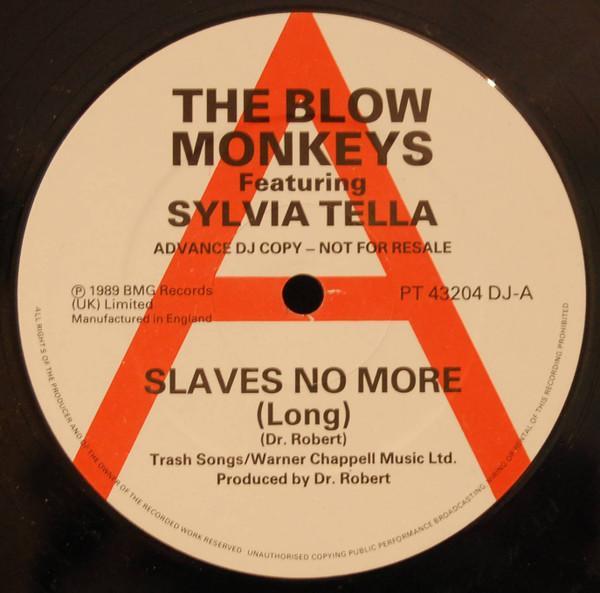 THE BLOW
MONKEYS
Featuring
SYLVIA TELLA
ADVANCE DJ COPY – NOT FOR RESALE
℗ 1989 BMG Records
(UK) Limited
Manufactured in England
PT 43204 DJ-A
SLAVES NO MORE
(Long)
(Dr. Robert)
Trash Songs/Warner Chappell Music Ltd.
Produced by Dr. Robert
ALL RIGHTS OF THE PRODUCER AND OF THE OWNER OF THE RECORDED WORK RESERVED UNAUTHORISED COPYING PUBLIC PERFORMANCE BROADCASTING HIRING OR RENTAL OF THIS RECORDING PROHIBITED
A